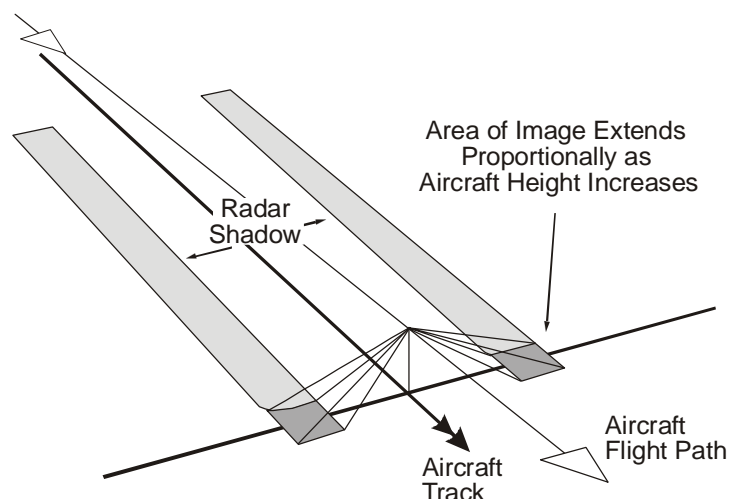 Area of Image Extends
Proportionally as
Aircraft Height Increases
Radar
Shadow
Aircraft
Flight Path
Aircraft
Track